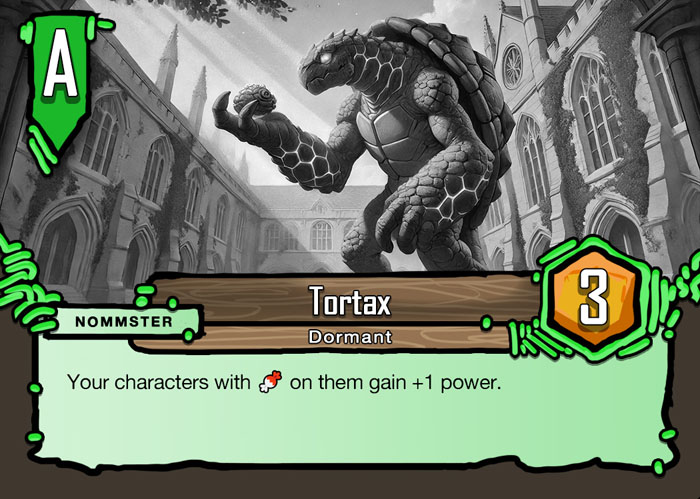 A
Tortax
3
NOMMSTER
Dormant
Your characters with on them gain +1 power.